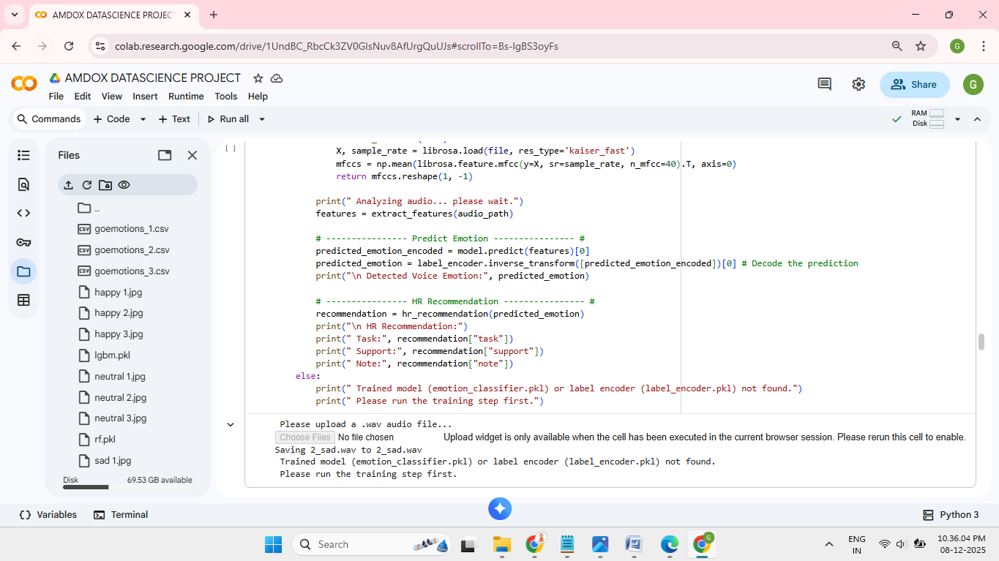 AMDOX DATASCIENCE PROJEC
colab.research.google.com/drive/1UndBC_RbcCk3ZV0GIsNuv8AfUrgQuUJs#scrollTo=Bs-lgBS3oyFs
G
AMDOX DATASCIENCE PROJECT
File Edit View Insert Runtime Tools Help
Share
G
Commands + Code + Text Run all
RAM
Disk
Files
..
goemotions_1.csv
goemotions_2.csv
goemotions_3.csv
happy 1.jpg
happy 2.jpg
happy 3.jpg
lgbm.pkl
neutral 1.jpg
neutral 2.jpg
neutral 3.jpg
rf.pkl
sad 1.jpg
Disk 69.53 GB available
[ ]
X, sample_rate = librosa.load(file, res_type='kaiser_fast')
mfccs = np.mean(librosa.feature.mfcc(y=X, sr=sample_rate, n_mfcc=40).T, axis=0)
return mfccs.reshape(1, -1)
print(" Analyzing audio... please wait.")
features = extract_features(audio_path)
# ---------------- Predict Emotion ---------------- #
predicted_emotion_encoded = model.predict(features)[0]
predicted_emotion = label_encoder.inverse_transform([predicted_emotion_encoded])[0] # Decode the prediction
print("\n Detected Voice Emotion:", predicted_emotion)
# ---------------- HR Recommendation ---------------- #
recommendation = hr_recommendation(predicted_emotion)
print("\n HR Recommendation:")
print(" Task:", recommendation["task"])
print(" Support:", recommendation["support"])
print(" Note:", recommendation["note"])
else:
print(" Trained model (emotion_classifier.pkl) or label encoder (label_encoder.pkl) not found.")
print(" Please run the training step first.")
Please upload a .wav audio file...
Choose Files No file chosen Upload widget is only available when the cell has been executed in the current browser session. Please rerun this cell to enable.
Saving 2_sad.wav to 2_sad.wav
Trained model (emotion_classifier.pkl) or label encoder (label_encoder.pkl) not found.
Please run the training step first.
Variables Terminal
Python 3
Search
ENG
IN
10.36.04 PM
08-12-2025